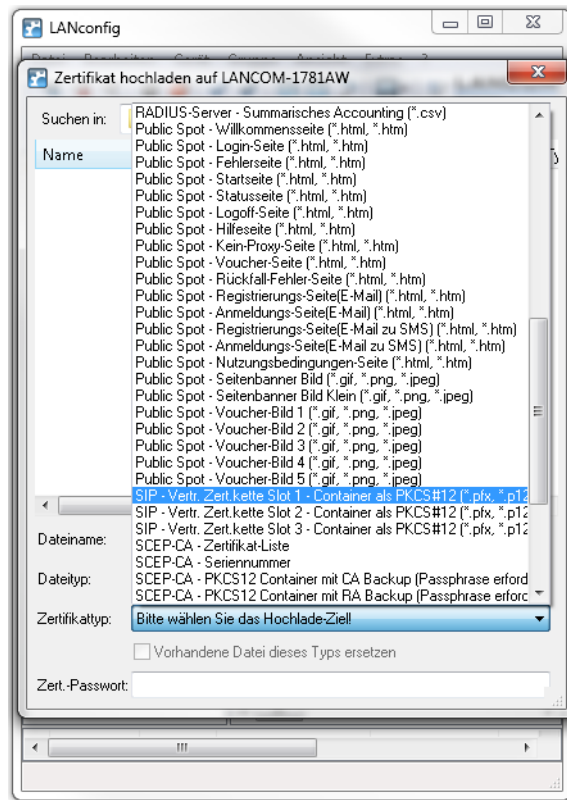 LANconfig
Datei Bearbeiten Gerät Gruppe Ansicht Extras ?
Zertifikat hochladen auf LANCOM-1781AW
Suchen in:
Name
RADIUS-Server - Summarisches Accounting (*.csv)
Public Spot - Willkommensseite (*.html, *.htm)
Public Spot - Login-Seite (*.html, *.htm)
Public Spot - Fehlerseite (*.html, *.htm)
Public Spot - Startseite (*.html, *.htm)
Public Spot - Statusseite (*.html, *.htm)
Public Spot - Logoff-Seite (*.html, *.htm)
Public Spot - Hilfeseite (*.html, *.htm)
Public Spot - Kein-Proxy-Seite (*.html, *.htm)
Public Spot - Voucher-Seite (*.html, *.htm)
Public Spot - Rückfall-Fehler-Seite (*.html, *.htm)
Public Spot - Registrierungs-Seite(E-Mail) (*.html, *.htm)
Public Spot - Anmeldungs-Seite(E-Mail) (*.html, *.htm)
Public Spot - Registrierungs-Seite(E-Mail zu SMS) (*.html, *.htm)
Public Spot - Anmeldungs-Seite(E-Mail zu SMS) (*.html, *.htm)
Public Spot - Nutzungsbedingungen-Seite (*.html, *.htm)
Public Spot - Seitenbanner Bild (*.gif, *.png, *.jpeg)
Public Spot - Seitenbanner Bild Klein (*.gif, *.png, *.jpeg)
Public Spot - Voucher-Bild 1 (*.gif, *.png, *.jpeg)
Public Spot - Voucher-Bild 2 (*.gif, *.png, *.jpeg)
Public Spot - Voucher-Bild 3 (*.gif, *.png, *.jpeg)
Public Spot - Voucher-Bild 4 (*.gif, *.png, *.jpeg)
Public Spot - Voucher-Bild 5 (*.gif, *.png, *.jpeg)
SIP - Vertr. Zert.kette Slot 1 - Container als PKCS#12 (*.pfx, *.p12
SIP - Vertr. Zert.kette Slot 2 - Container als PKCS#12 (*.pfx, *.p12
SIP - Vertr. Zert.kette Slot 3 - Container als PKCS#12 (*.pfx, *.p12
SCEP-CA - Zertifikat-Liste
SCEP-CA - Seriennummer
SCEP-CA - PKCS12 Container mit CA Backup (Passphrase erford
SCEP-CA - PKCS12 Container mit RA Backup (Passphrase erford
Dateiname:
Dateityp:
Zertifikattyp: Bitte wählen Sie das Hochlade-Ziel!
Vorhandene Datei dieses Typs ersetzen
Zert.-Passwort: